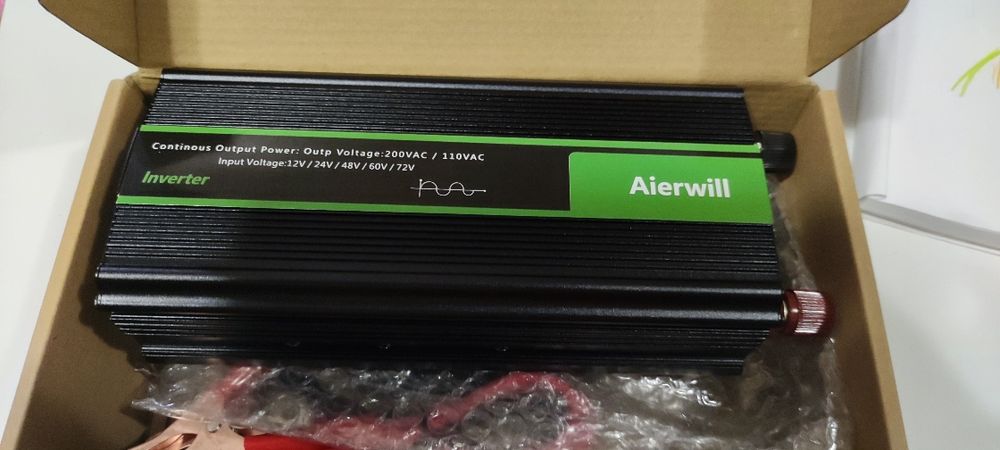 Continous Output Power: Outp Voltage:200VAC / 110VAC
Input Voltage:12V / 24V / 48V / 60V / 72V
Inverter
Aierwill